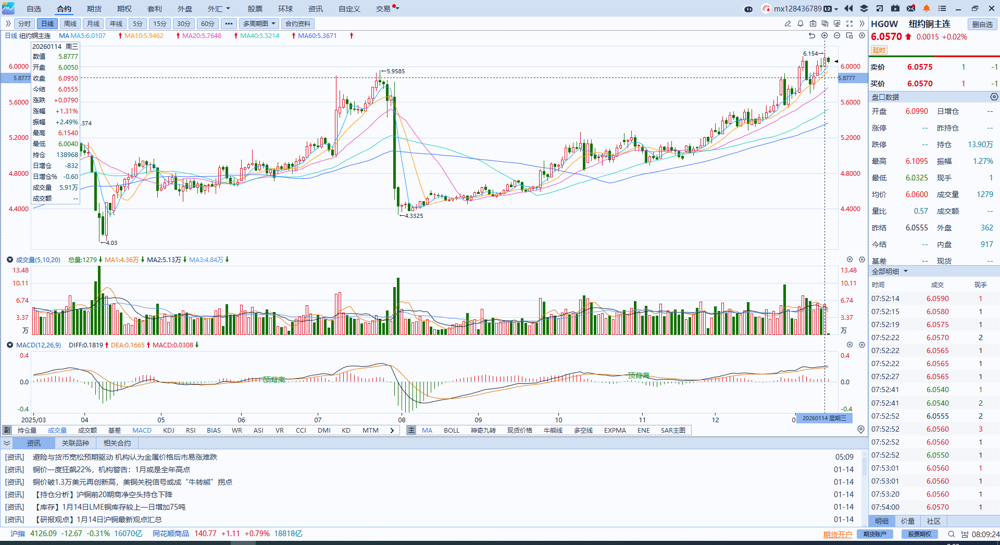 自选 合约 期货 期权 套利 外盘 外汇 股票 环球 资讯 自定义 交易 mx128436789 L2
分时 日线 周线 月线 年线 5分 15分 30分 60分 ••• 多周期图 合约资料
日线 纽约铜主连 MA MA5:6.0107 MA10:5.9462 MA20:5.7648 MA40:5.5214 MA60:5.3671
20260114 周三
数值 5.8777
开盘 6.0050
收盘 6.0950
今结 6.0555
涨跌 +0.0790
涨幅 +1.31%
振幅 +2.49%
最高 6.1540
最低 6.0040
持仓 138968
日增仓 -832
日增仓% -0.60
成交量 5.91万
成交额 --
6.0000
5.8777
5.6000
5.2000
4.8000
4.4000
.374
4.03
5.9585
4.3325
6.154
6.0000
5.8777
5.6000
5.2000
4.8000
4.4000
成交量(5,10,20) 总量:1279 MA1:4.36万 MA2:5.13万 MA3:4.84万
13.48 13.48
10.11 10.11
6.74 6.74
3.37 3.37
万 万
MACD(12,26,9) DIFF:0.1819 DEA:0.1665 MACD:0.0308
0.4 0.4
顶背离 顶背离
0.0 0.0
-0.4 -0.4
2025/03 04 05 06 07 08 09 10 11 12 20260114 星期三
副 持仓量 成交量 成交额 基差 MACD KDJ RSI BIAS WR ASI VR CCI DMI KD MTM 主 MA BOLL 神奇九转 现货价格 牛熊线 多空线 EXPMA ENE SAR主图
资讯 关联品种 相关合约
[资讯] 避险与货币宽松预期驱动 机构认为金属价格后市易涨难跌 05:09
[资讯] 铜价一度狂飙22%，机构警告：1月或是全年高点 01-14
[资讯] 铜价破1.3万美元再创新高，美铜关税信号或成“牛转熊”拐点 01-14
[资讯] 【持仓分析】沪铜前20期商净空头持仓下降 01-14
[资讯] 【库存】1月14日LME铜库存较上一日增加75吨 01-14
[资讯] 【研报观点】1月14日沪铜最新观点汇总 01-14
沪指 4126.09 -12.67 -0.31% 16070亿 同花顺商品 140.77 +1.11 +0.79% 18818亿
期货开户 期货账户 股票期权 08:09:24
HG0W 纽约铜主连 删自选
6.0570 0.0015 +0.02%
延时
卖价 6.0575 1 -1
买价 6.0570 1 -1
盘口数据
开盘 6.0990 日增仓 --
涨停 -- 昨持仓 --
跌停 -- 持仓 13.90万
最高 6.1095 振幅 1.27%
最低 6.0325 现手 1
均价 6.0600 成交量 1279
量比 0.57 成交额 --
昨结 6.0555 外盘 362
今结 -- 内盘 917
基差 -- 现货 --
全部明细
时间 成交 现手
07:52:14 6.0590 1
07:52:15 6.0580 1
07:52:19 6.0575 1
07:52:22 6.0570 2
07:52:22 6.0565 1
07:52:22 6.0565 1
07:52:27 6.0565 1
07:52:41 6.0540 1
07:52:41 6.0540 2
07:52:52 6.0555 2
07:52:52 6.0560 3
07:52:52 6.0560 1
07:52:52 6.0550 1
07:53:01 6.0560 1
07:53:01 6.0560 1
07:53:20 6.0560 1
07:54:00 6.0570 1
明细 价量 社区